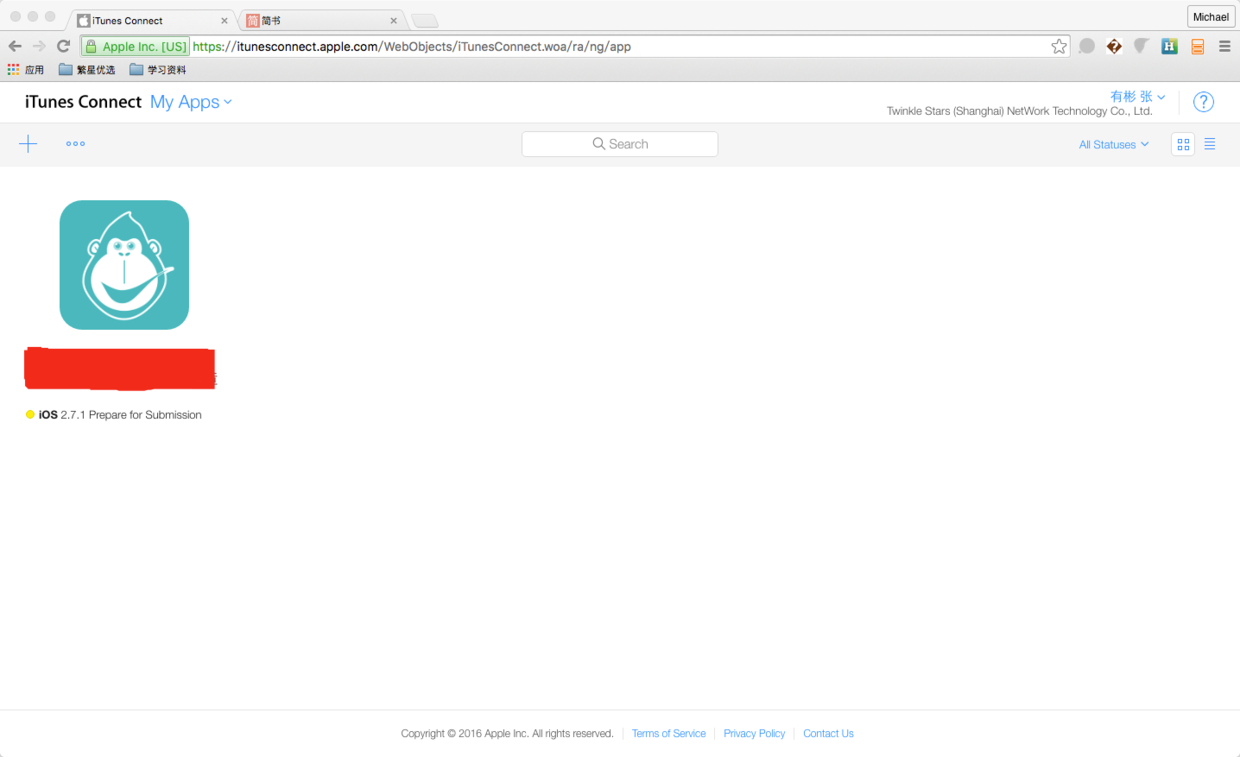 iTunes Connect
简书
Michael
Apple Inc. [US] https://itunesconnect.apple.com/WebObjects/iTunesConnect.woa/ra/ng/app
应用 繁星优选 学习资料
iTunes Connect My Apps
有彬 张
Twinkle Stars (Shanghai) NetWork Technology Co., Ltd.
Search
All Statuses
iOS 2.7.1 Prepare for Submission
Copyright © 2016 Apple Inc. All rights reserved. Terms of Service Privacy Policy Contact Us